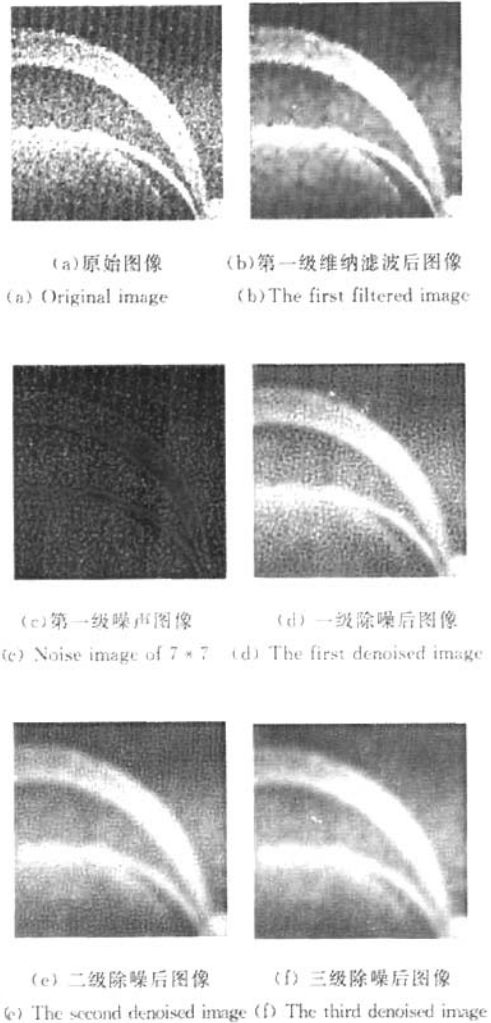 (a)原始图像
(b)第一级维纳滤波后图像
(a) Original image
(b)The first filtered image
(c)第一级噪声图像
(d) 一级除噪后图像
(c) Noise image of 7*7
(d) The first denoised image
(e) 二级除噪后图像
(f) 三级除噪后图像
(e) The second denoised image
(f) The third denoised image